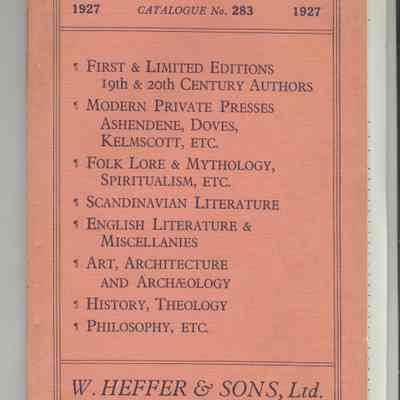 1927 CATALOGUE No. 283 1927
¶ FIRST & LIMITED EDITIONS
19th & 20th CENTURY AUTHORS
¶ MODERN PRIVATE PRESSES
ASHENDENE, DOVES,
KELMSCOTT, ETC.
¶ FOLK LORE & MYTHOLOGY,
SPIRITUALISM, ETC.
¶ SCANDINAVIAN LITERATURE
¶ ENGLISH LITERATURE &
MISCELLANIES
¶ ART, ARCHITECTURE
AND ARCHÆOLOGY
¶ HISTORY, THEOLOGY
¶ PHILOSOPHY, ETC.
W. HEFFER & SONS, Ltd.